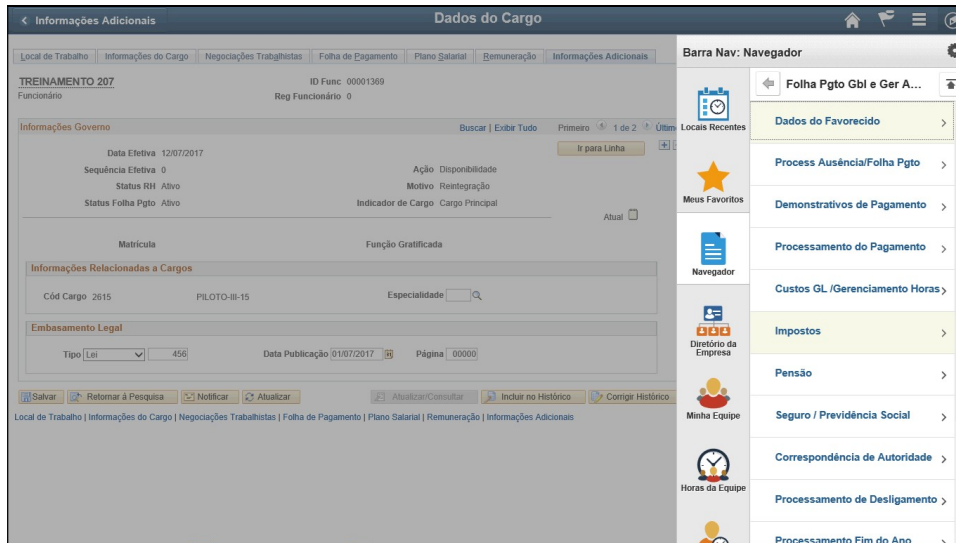 Informações Adicionais
Dados do Cargo
Local de Trabalho Informações do Cargo Negociações Trabalhistas Folha de Pagamento Plano Salarial Remuneração Informações Adicionais
TREINAMENTO 207 ID Func 00001369
Funcionário Reg Funcionário 0
Informações Governo Buscar | Exibir Tudo Primeiro 1 de 2 Últim
Data Efetiva 12/07/2017 Ir para Linha
Sequência Efetiva 0 Ação Disponibilidade
Status RH Ativo Motivo Reintegração
Status Folha Pgto Ativo Indicador de Cargo Cargo Principal
Atual
Matrícula Função Gratificada
Informações Relacionadas a Cargos
Cód Cargo 2615 PILOTO-III-15 Especialidade
Embasamento Legal
Tipo Lei 456 Data Publicação 01/07/2017 Página 00000
Salvar Retornar à Pesquisa Notificar Atualizar Atualizar/Consultar Incluir no Histórico Corrigir Histórico
Local de Trabalho | Informações do Cargo | Negociações Trabalhistas | Folha de Pagamento | Plano Salarial | Remuneração | Informações Adicionais
Barra Nav: Navegador
Locais Recentes
Meus Favoritos
Navegador
Diretório da
Empresa
Minha Equipe
Horas da Equipe
Folha Pgto Gbl e Ger A...
Dados do Favorecido
Process Ausência/Folha Pgto
Demonstrativos de Pagamento
Processamento do Pagamento
Custos GL /Gerenciamento Horas
Impostos
Pensão
Seguro / Previdência Social
Correspondência de Autoridade
Processamento de Desligamento
Processamento Fim do Ano